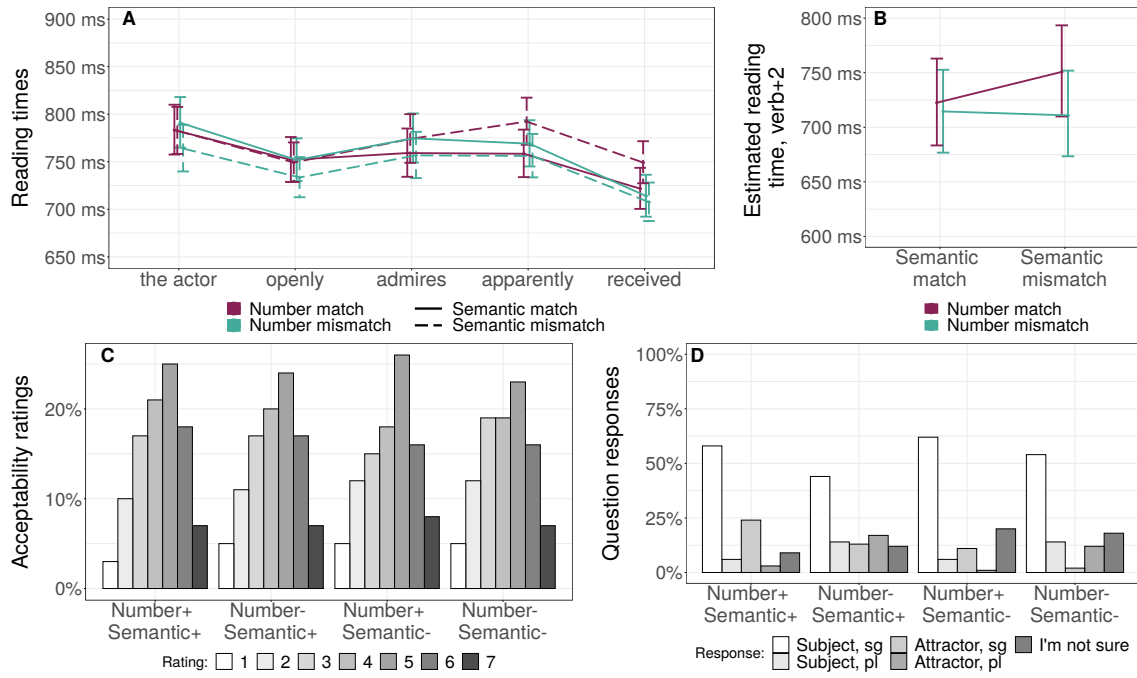 A
900 ms
850 ms
800 ms
750 ms
700 ms
650 ms
Reading times
the actor openly admires apparently received
Number match Semantic match
Number mismatch Semantic mismatch
B
800 ms
750 ms
700 ms
650 ms
600 ms
Estimated reading
time, verb+2
Semantic match
Semantic mismatch
Number match
Number mismatch
C
20%
10%
0%
Acceptability ratings
Number+ Number- Number+ Number-
Semantic+ Semantic+ Semantic- Semantic-
Rating: 1 2 3 4 5 6 7
D
100%
75%
50%
25%
0%
Question responses
Number+ Number- Number+ Number-
Semantic+ Semantic+ Semantic- Semantic-
Response: Subject, sg Attractor, sg I'm not sure
Subject, pl Attractor, pl